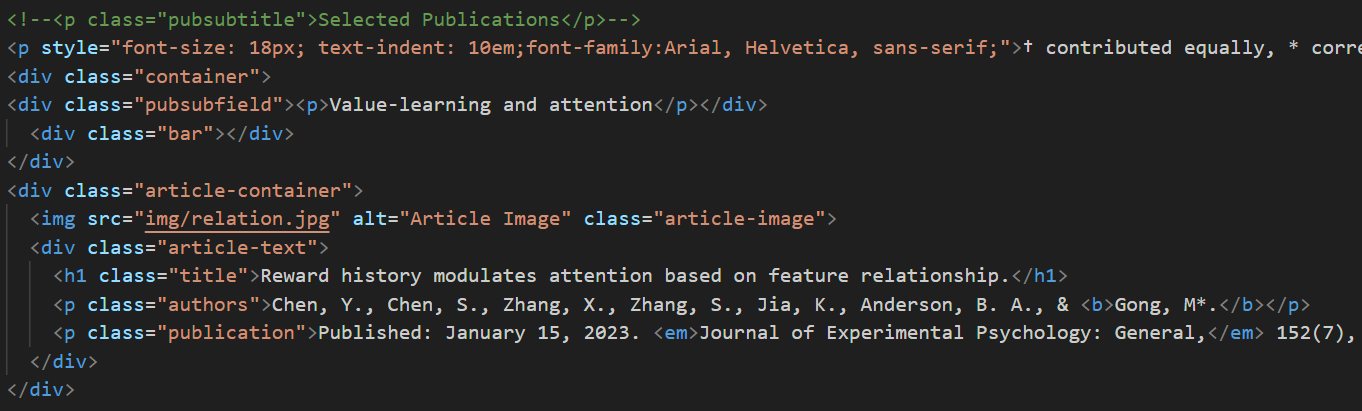 <!--<p class="pubsubtitle">Selected Publications</p>-->
<p style="font-size: 18px; text-indent: 10em;font-family:Arial, Helvetica, sans-serif;">† contributed equally, * corre
<div class="container">
<div class="pubsubfield"><p>Value-learning and attention</p></div>
<div class="bar"></div>
</div>
<div class="article-container">
<img src="img/relation.jpg" alt="Article Image" class="article-image">
<div class="article-text">
<h1 class="title">Reward history modulates attention based on feature relationship.</h1>
<p class="authors">Chen, Y., Chen, S., Zhang, X., Zhang, S., Jia, K., Anderson, B. A., & <b>Gong, M*.</b></p>
<p class="publication">Published: January 15, 2023. <em>Journal of Experimental Psychology: General,</em> 152(7),
</div>
</div>